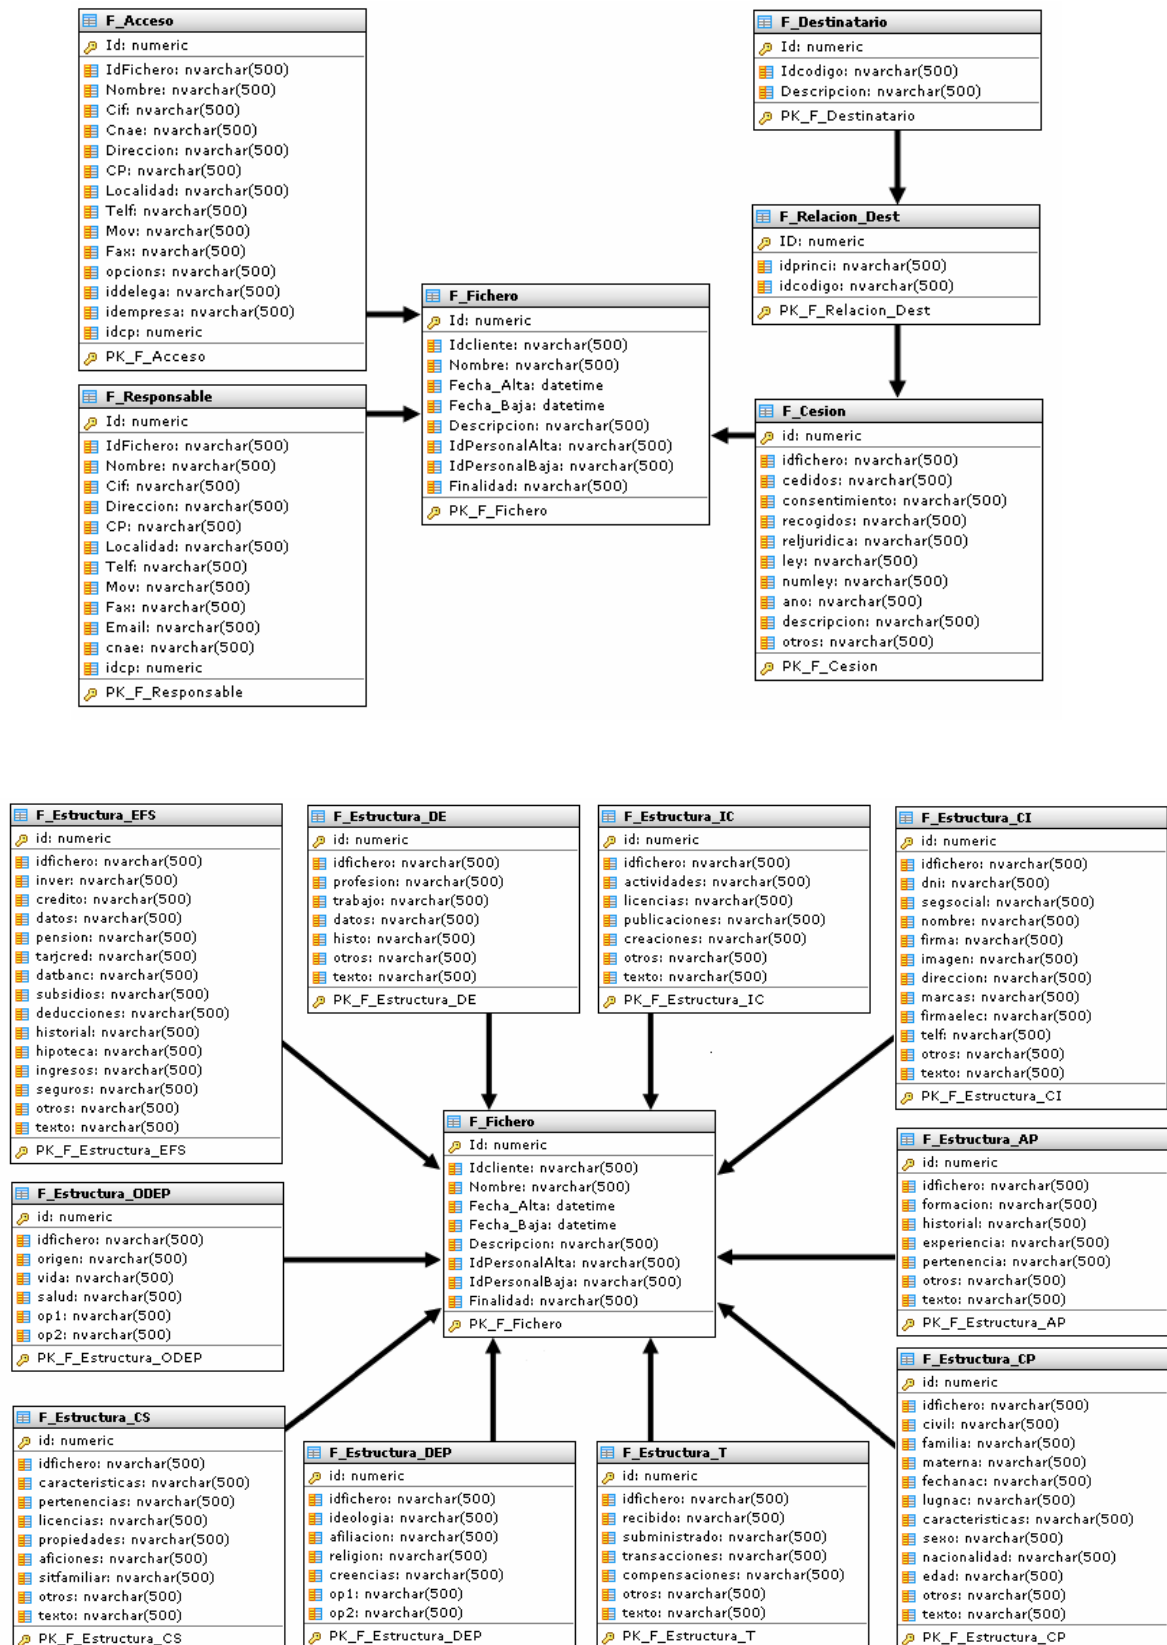 F_Acceso
Id: numeric
IdFichero: nvarchar(500)
Nombre: nvarchar(500)
Cif: nvarchar(500)
Cnae: nvarchar(500)
Direccion: nvarchar(500)
CP: nvarchar(500)
Localidad: nvarchar(500)
Telf: nvarchar(500)
Mov: nvarchar(500)
Fax: nvarchar(500)
opcions: nvarchar(500)
iddelega: nvarchar(500)
idempresa: nvarchar(500)
idcp: numeric
PK_F_Acceso
F_Responsable
Id: numeric
IdFichero: nvarchar(500)
Nombre: nvarchar(500)
Cif: nvarchar(500)
Direccion: nvarchar(500)
CP: nvarchar(500)
Localidad: nvarchar(500)
Telf: nvarchar(500)
Mov: nvarchar(500)
Fax: nvarchar(500)
Email: nvarchar(500)
cnae: nvarchar(500)
idcp: numeric
PK_F_Responsable
F_Fichero
Id: numeric
Idcliente: nvarchar(500)
Nombre: nvarchar(500)
Fecha_Alta: datetime
Fecha_Baja: datetime
Descripcion: nvarchar(500)
IdPersonalAlta: nvarchar(500)
IdPersonalBaja: nvarchar(500)
Finalidad: nvarchar(500)
PK_F_Fichero
F_Destinatario
Id: numeric
Idcodigo: nvarchar(500)
Descripcion: nvarchar(500)
PK_F_Destinatario
F_Relacion_Dest
ID: numeric
idprinci: nvarchar(500)
idcodigo: nvarchar(500)
PK_F_Relacion_Dest
F_Cesion
id: numeric
idfichero: nvarchar(500)
cedidos: nvarchar(500)
consentimiento: nvarchar(500)
recogidos: nvarchar(500)
reljuridica: nvarchar(500)
ley: nvarchar(500)
numley: nvarchar(500)
ano: nvarchar(500)
descripcion: nvarchar(500)
otros: nvarchar(500)
PK_F_Cesion
F_Estructura_EFS
id: numeric
idfichero: nvarchar(500)
inver: nvarchar(500)
credito: nvarchar(500)
datos: nvarchar(500)
pension: nvarchar(500)
tarjcred: nvarchar(500)
datbanc: nvarchar(500)
subsidios: nvarchar(500)
deducciones: nvarchar(500)
historial: nvarchar(500)
hipoteca: nvarchar(500)
ingresos: nvarchar(500)
seguros: nvarchar(500)
otros: nvarchar(500)
texto: nvarchar(500)
PK_F_Estructura_EFS
F_Estructura_DE
id: numeric
idfichero: nvarchar(500)
profesion: nvarchar(500)
trabajo: nvarchar(500)
datos: nvarchar(500)
histo: nvarchar(500)
otros: nvarchar(500)
texto: nvarchar(500)
PK_F_Estructura_DE
F_Estructura_IC
id: numeric
idfichero: nvarchar(500)
actividades: nvarchar(500)
licencias: nvarchar(500)
publicaciones: nvarchar(500)
creaciones: nvarchar(500)
otros: nvarchar(500)
texto: nvarchar(500)
PK_F_Estructura_IC
F_Estructura_CI
id: numeric
idfichero: nvarchar(500)
dni: nvarchar(500)
segsocial: nvarchar(500)
nombre: nvarchar(500)
firma: nvarchar(500)
imagen: nvarchar(500)
direccion: nvarchar(500)
marcas: nvarchar(500)
firmaelec: nvarchar(500)
telf: nvarchar(500)
otros: nvarchar(500)
texto: nvarchar(500)
PK_F_Estructura_CI
F_Estructura_ODEP
id: numeric
idfichero: nvarchar(500)
origen: nvarchar(500)
vida: nvarchar(500)
salud: nvarchar(500)
op1: nvarchar(500)
op2: nvarchar(500)
PK_F_Estructura_ODEP
F_Fichero
Id: numeric
Idcliente: nvarchar(500)
Nombre: nvarchar(500)
Fecha_Alta: datetime
Fecha_Baja: datetime
Descripcion: nvarchar(500)
IdPersonalAlta: nvarchar(500)
IdPersonalBaja: nvarchar(500)
Finalidad: nvarchar(500)
PK_F_Fichero
F_Estructura_AP
id: numeric
idfichero: nvarchar(500)
formacion: nvarchar(500)
historial: nvarchar(500)
experiencia: nvarchar(500)
pertenencia: nvarchar(500)
otros: nvarchar(500)
texto: nvarchar(500)
PK_F_Estructura_AP
F_Estructura_CS
id: numeric
idfichero: nvarchar(500)
caracteristicas: nvarchar(500)
pertenencias: nvarchar(500)
licencias: nvarchar(500)
propiedades: nvarchar(500)
aficiones: nvarchar(500)
sitfamiliar: nvarchar(500)
otros: nvarchar(500)
texto: nvarchar(500)
PK_F_Estructura_CS
F_Estructura_DEP
id: numeric
idfichero: nvarchar(500)
ideologia: nvarchar(500)
afiliacion: nvarchar(500)
religion: nvarchar(500)
creencias: nvarchar(500)
op1: nvarchar(500)
op2: nvarchar(500)
PK_F_Estructura_DEP
F_Estructura_T
id: numeric
idfichero: nvarchar(500)
recibido: nvarchar(500)
subministrado: nvarchar(500)
transacciones: nvarchar(500)
compensaciones: nvarchar(500)
otros: nvarchar(500)
texto: nvarchar(500)
PK_F_Estructura_T
F_Estructura_CP
id: numeric
idfichero: nvarchar(500)
civil: nvarchar(500)
familia: nvarchar(500)
materna: nvarchar(500)
fechanac: nvarchar(500)
lugnac: nvarchar(500)
caracteristicas: nvarchar(500)
sexo: nvarchar(500)
nacionalidad: nvarchar(500)
edad: nvarchar(500)
otros: nvarchar(500)
texto: nvarchar(500)
PK_F_Estructura_CP